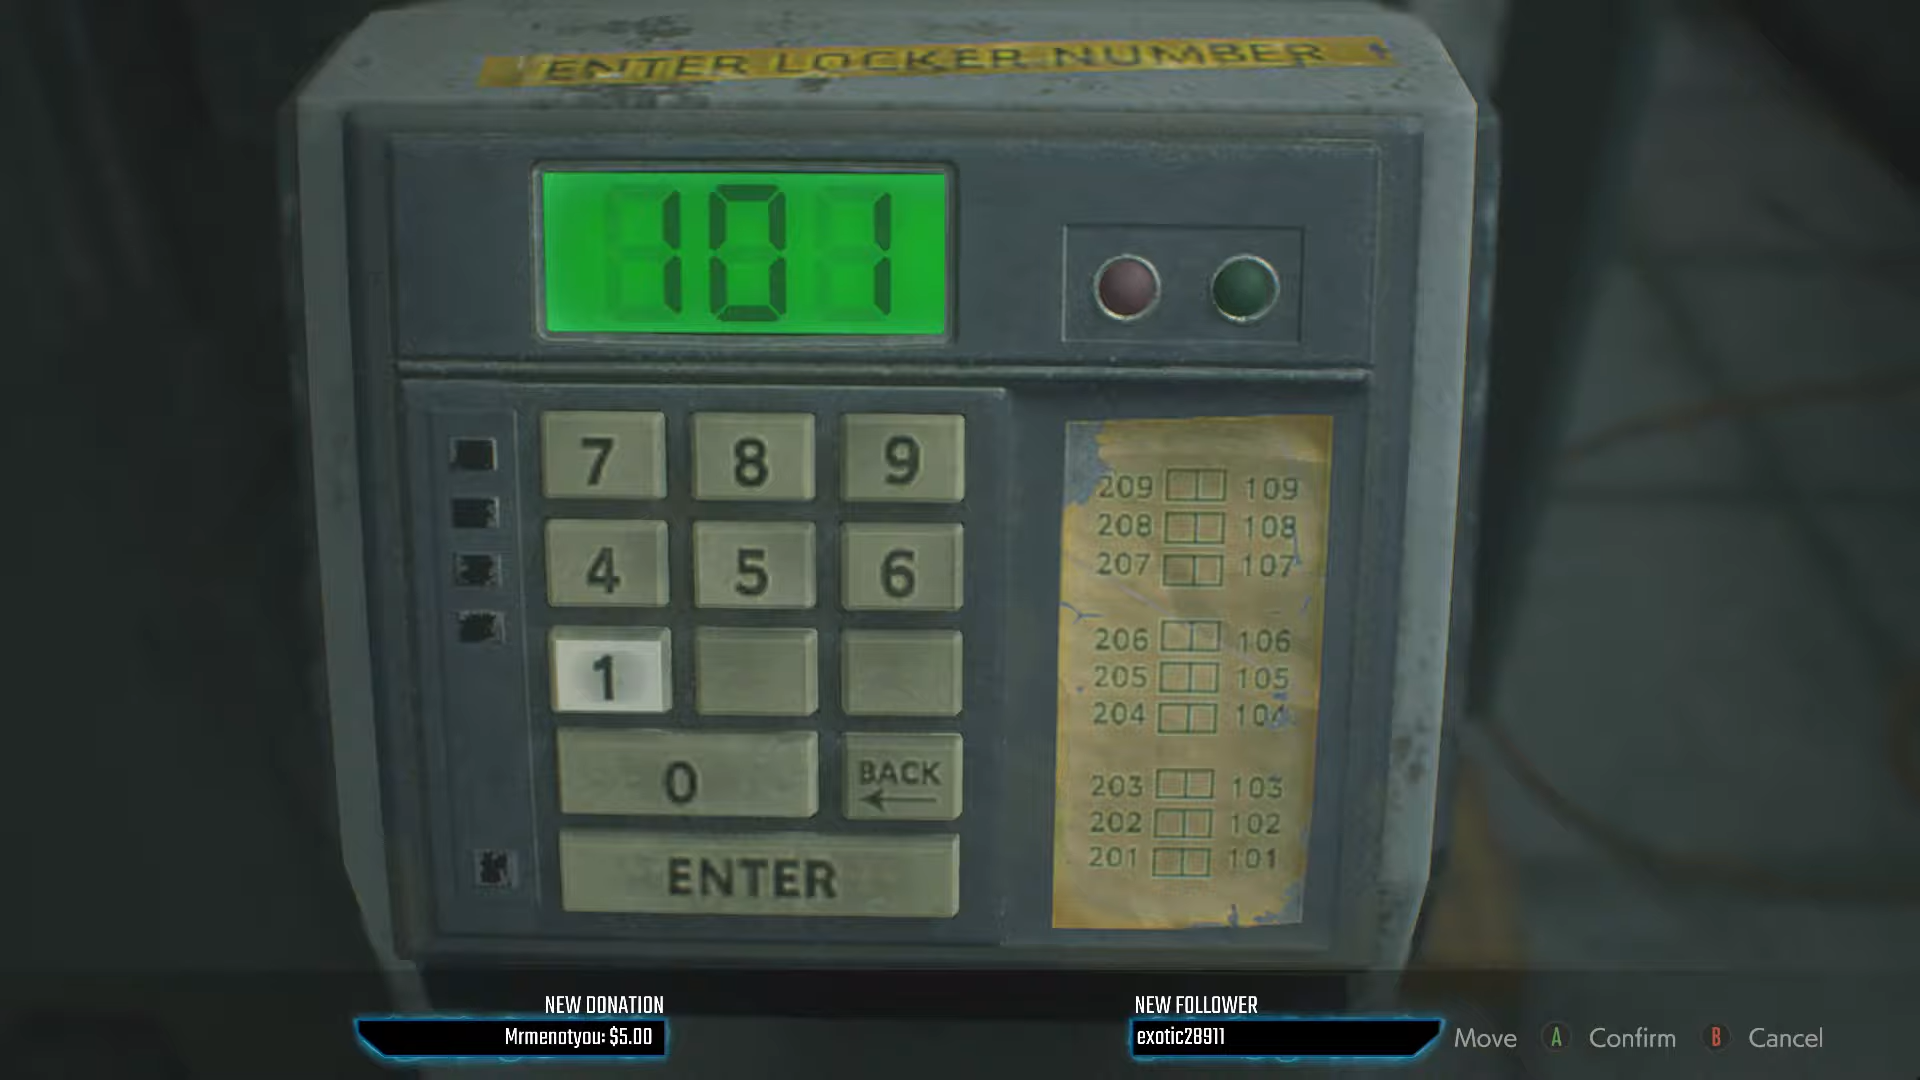 ENTER LOCKER NUMBER
101
7 8 9
4 5 6
1
0 BACK
ENTER
209 109
208 108
207 107
206 106
205 105
204 104
203 103
202 102
201 101
NEW DONATION
Mrmenotyou: $5.00
NEW FOLLOWER
exotic28911
Move A Confirm B Cancel